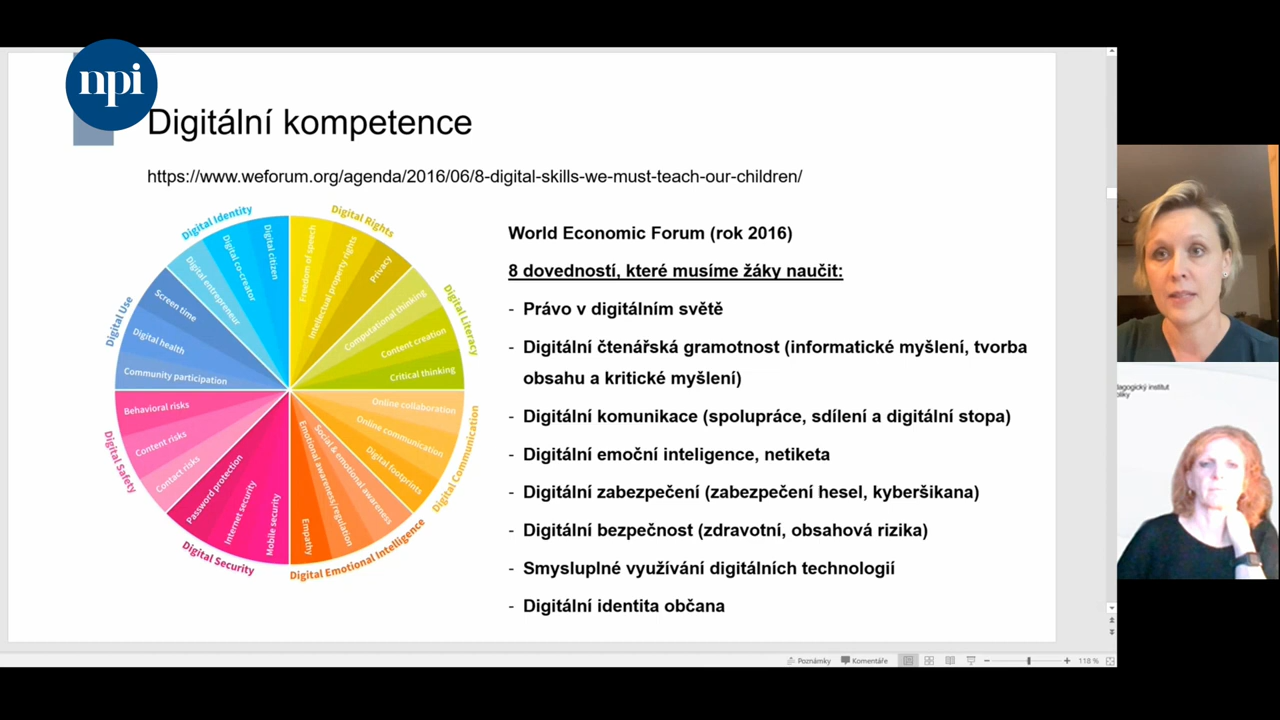 npi
Digitální kompetence
https://www.weforum.org/agenda/2016/06/8-digital-skills-we-must-teach-our-children/
Digital Identity
Digital citizen
Digital co-creator
Digital entrepreneur
Digital Rights
Freedom of speech
Intellectual property rights
Privacy
Digital Literacy
Computational thinking
Content creation
Critical thinking
Digital Communication
Online collaboration
Online communication
Digital footprints
Digital Emotional Intelligence
Social & emotional awareness
Emotional awareness/regulation
Empathy
Digital Security
Mobile security
Internet security
Password protection
Digital Safety
Contact risks
Content risks
Behavioral risks
Digital Use
Community participation
Digital health
Screen time
World Economic Forum (rok 2016)
8 dovedností, které musíme žáky naučit:
- Právo v digitálním světě
- Digitální čtenářská gramotnost (informatické myšlení, tvorba
obsahu a kritické myšlení)
- Digitální komunikace (spolupráce, sdílení a digitální stopa)
- Digitální emoční inteligence, netiketa
- Digitální zabezpečení (zabezpečení hesel, kyberšikana)
- Digitální bezpečnost (zdravotní, obsahová rizika)
- Smysluplné využívání digitálních technologií
- Digitální identita občana
agogický institut
Poznámky
Komentáře
118 %